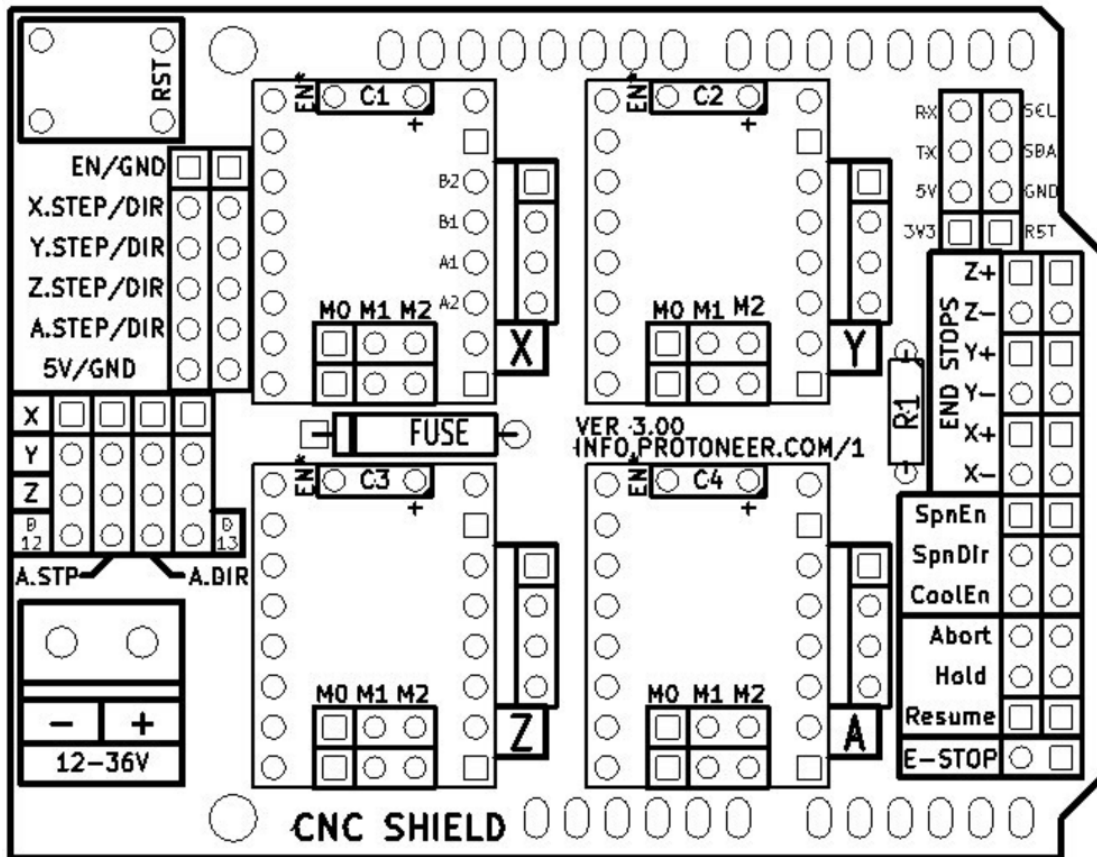 RST
EN* C1 +
EN* C2 +
RX SCL
TX SDA
5V GND
3V3 RST
EN/GND
X.STEP/DIR
Y.STEP/DIR
Z.STEP/DIR
A.STEP/DIR
5V/GND
B2
B1
A1
A2
M0 M1 M2
X
M0 M1 M2
Y
END STOPS
Z+
Z-
Y+
Y-
X+
X-
R1
X
Y
Z
D 12
D 13
A.STP
A.DIR
FUSE
VER 3.00
INFO.PROTONEER.COM/1
EN* C3 +
EN* C4 +
SpnEn
SpnDir
CoolEn
Abort
Hold
Resume
E-STOP
M0 M1 M2
Z
M0 M1 M2
A
- +
12-36V
CNC SHIELD